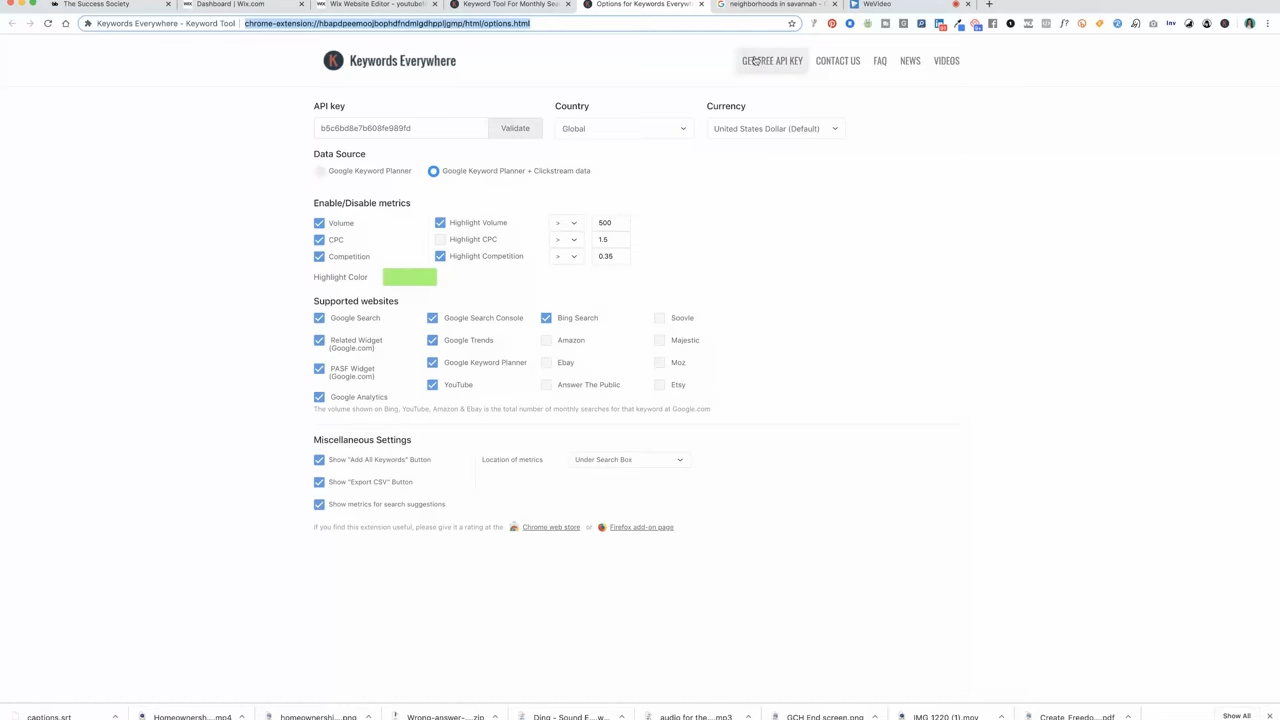 The Success Society × Dashboard | Wix.com × Wix Website Editor - youtube! × Keyword Tool For Monthly Sea × Options for Keywords Everywh × neighborhoods in savannah - × WeVideo × +
Keywords Everywhere - Keyword Tool chrome-extension://hbapdpeemoojbophdfndmlgdhppljgmp/html/options.html
K Keywords Everywhere GET FREE API KEY CONTACT US FAQ NEWS VIDEOS
API key Country Currency
b5c6bd8e7b608fe989fd Validate Global United States Dollar (Default)
Data Source
Google Keyword Planner Google Keyword Planner + Clickstream data
Enable/Disable metrics
Volume Highlight Volume > 500
CPC Highlight CPC > 1.5
Competition Highlight Competition > 0.35
Highlight Color
Supported websites
Google Search Google Search Console Bing Search Soovle
Related Widget (Google.com) Google Trends Amazon Majestic
PASF Widget (Google.com) Google Keyword Planner Ebay Moz
Google Analytics YouTube Answer The Public Etsy
The volume shown on Bing, YouTube, Amazon & Ebay is the total number of monthly searches for that keyword at Google.com
Miscellaneous Settings
Show "Add All Keywords" Button Location of metrics Under Search Box
Show "Export CSV" Button
Show metrics for search suggestions
If you find this extension useful, please give it a rating at the Chrome web store or Firefox add-on page
captions.srt Homeownersh....mp4 homeownershi....png Wrong-answer-....zip Ding - Sound E....w... audio for the....mp3 GCH End screen.png IMG_1220 (1).mov Create_Freedo....pdf Show All ×